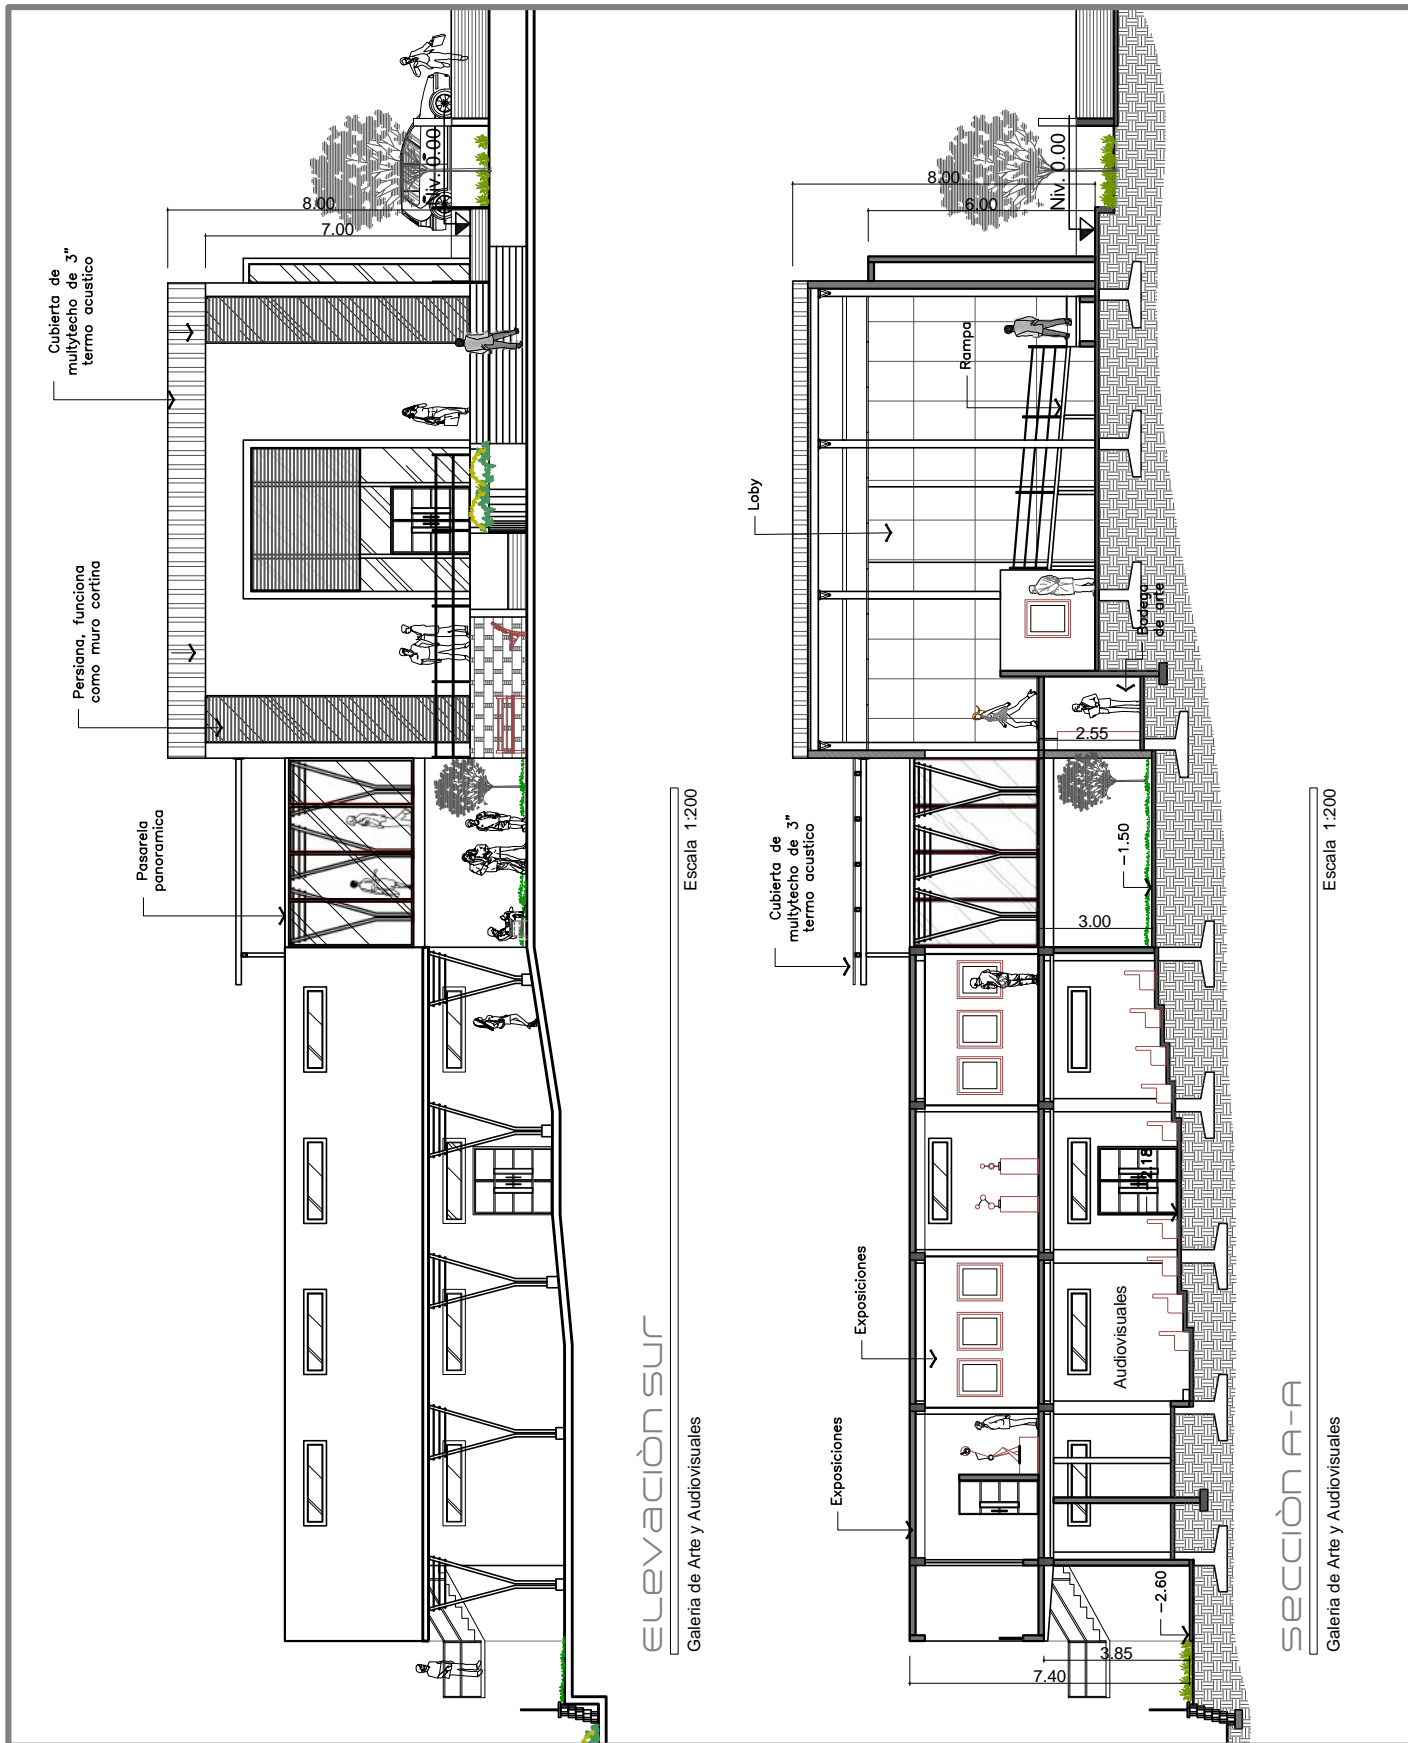 Cubierta de
multytecho de 3"
termo acustico
Persiana, funciona
como muro cortina
Pasarela
panoramica
8.00
7.00
Niv. 0.00
ELEVACIÒN SUR
Escala 1:200
Galeria de Arte y Audiovisuales
Cubierta de
multytecho de 3"
termo acustico
Loby
Rampa
Bodega
de arte
8.00
6.00
Niv. 0.00
2.55
-1.50
3.00
Exposiciones
Exposiciones
Audiovisuales
-2.60
3.85
7.40
SECCIÒN A-A
Escala 1:200
Galeria de Arte y Audiovisuales